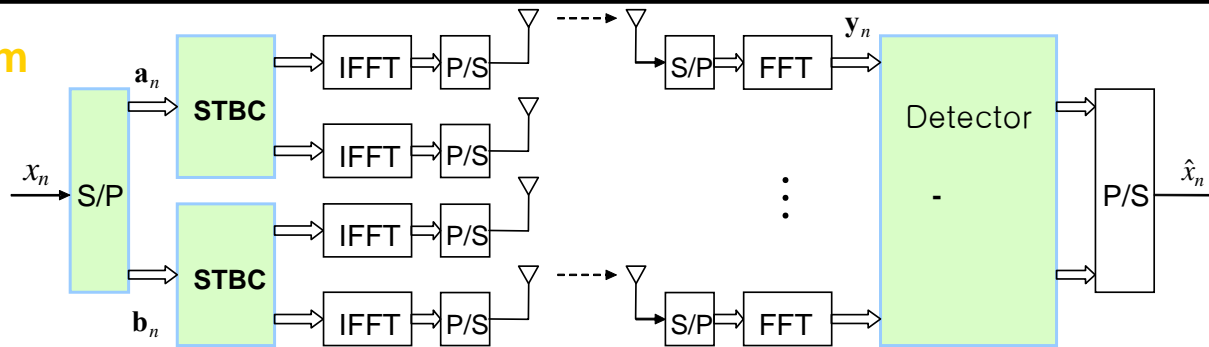 m
x_n
S/P
a_n
b_n
STBC
STBC
IFFT
P/S
IFFT
P/S
IFFT
P/S
IFFT
P/S
S/P
FFT
y_n
⋮
S/P
FFT
Detector
-
P/S
x̂_n